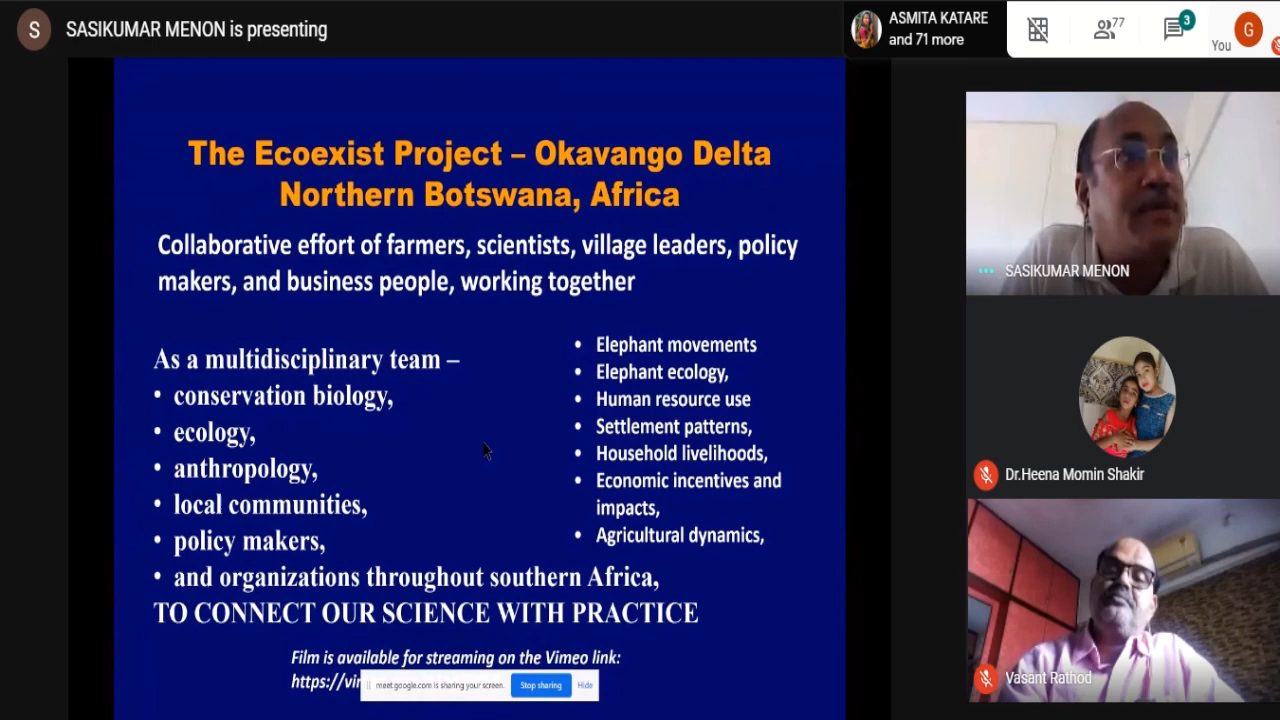 S
SASIKUMAR MENON is presenting
ASMITA KATARE
and 71 more
77
3
You
G
The Ecoexist Project – Okavango Delta
Northern Botswana, Africa
Collaborative effort of farmers, scientists, village leaders, policy
makers, and business people, working together
As a multidisciplinary team –
• conservation biology,
• ecology,
• anthropology,
• local communities,
• policy makers,
• and organizations throughout southern Africa,
TO CONNECT OUR SCIENCE WITH PRACTICE
• Elephant movements
• Elephant ecology,
• Human resource use
• Settlement patterns,
• Household livelihoods,
• Economic incentives and
impacts,
• Agricultural dynamics,
Film is available for streaming on the Vimeo link:
https://vi
meet.google.com is sharing your screen.
Stop sharing
Hide
SASIKUMAR MENON
Dr.Heena Momin Shakir
Vasant Rathod